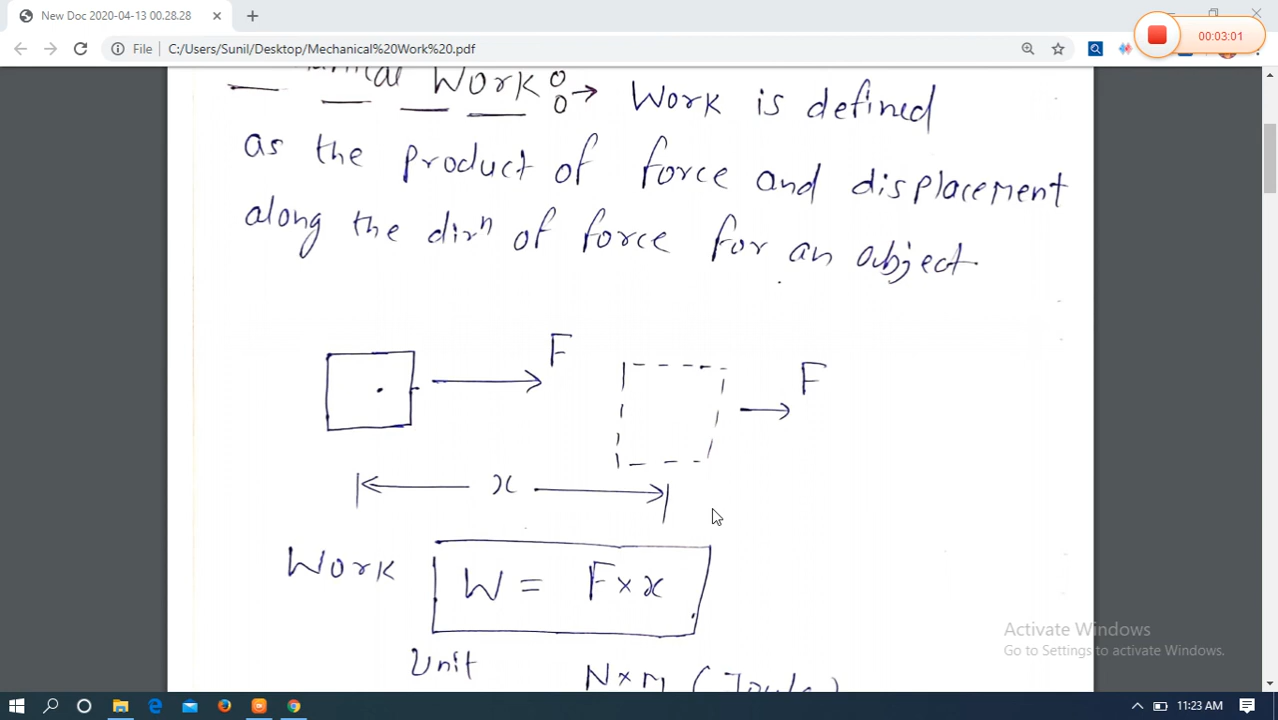 New Doc 2020-04-13 00.28.28
00:03:01
File C:/Users/Sunil/Desktop/Mechanical%20Work%20.pdf
Work :→ Work is defined
as the product of force and displacement
along the dirⁿ of force for an object.
F
F
x
Work W = F×x
Unit
N×m (Joule)
Activate Windows
Go to Settings to activate Windows.
11:23 AM